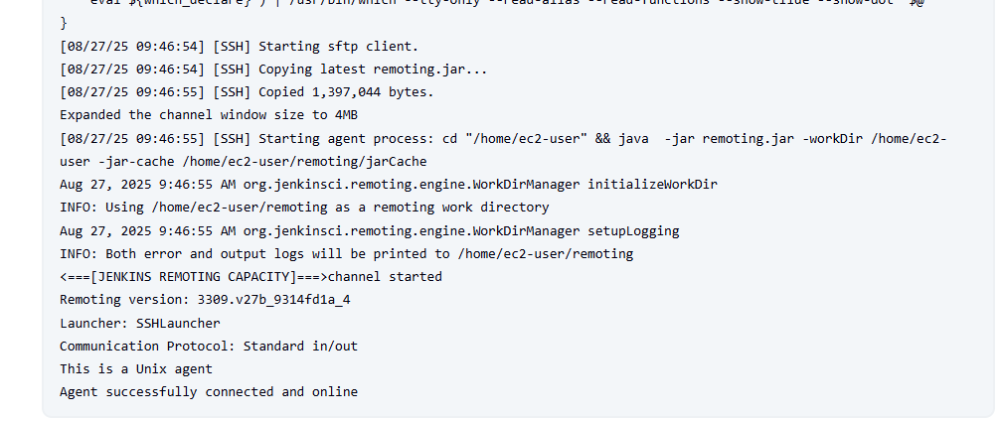 eval ${which_declare} ) | /usr/bin/which --tty-only --read-alias --read-functions --show-tilde --show-dot $@
}
[08/27/25 09:46:54] [SSH] Starting sftp client.
[08/27/25 09:46:54] [SSH] Copying latest remoting.jar...
[08/27/25 09:46:55] [SSH] Copied 1,397,044 bytes.
Expanded the channel window size to 4MB
[08/27/25 09:46:55] [SSH] Starting agent process: cd "/home/ec2-user" && java  -jar remoting.jar -workDir /home/ec2-
user -jar-cache /home/ec2-user/remoting/jarCache
Aug 27, 2025 9:46:55 AM org.jenkinsci.remoting.engine.WorkDirManager initializeWorkDir
INFO: Using /home/ec2-user/remoting as a remoting work directory
Aug 27, 2025 9:46:55 AM org.jenkinsci.remoting.engine.WorkDirManager setupLogging
INFO: Both error and output logs will be printed to /home/ec2-user/remoting
<===[JENKINS REMOTING CAPACITY]===>channel started
Remoting version: 3309.v27b_9314fd1a_4
Launcher: SSHLauncher
Communication Protocol: Standard in/out
This is a Unix agent
Agent successfully connected and online